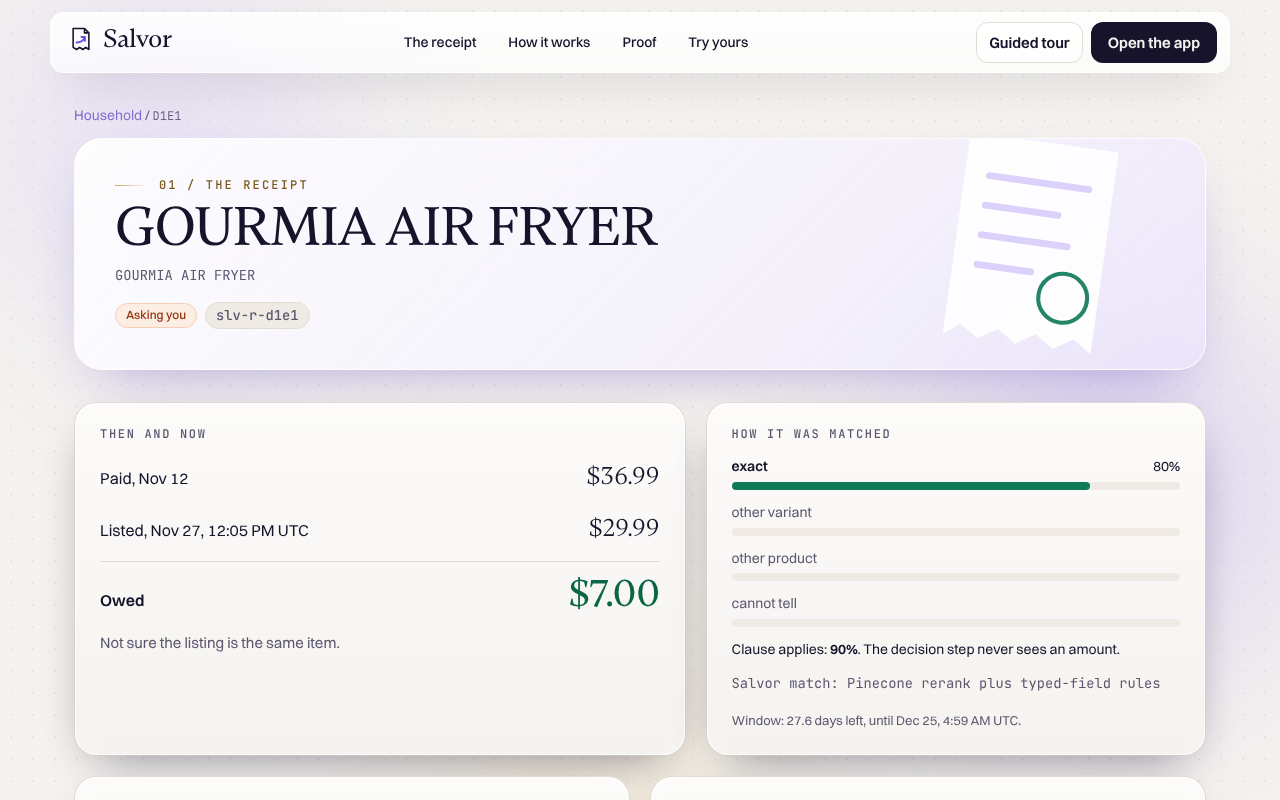 Salvor
The receipt
How it works
Proof
Try yours
Guided tour
Open the app
Household / D1E1
01 / THE RECEIPT
GOURMIA AIR FRYER
GOURMIA AIR FRYER
Asking you
slv-r-d1e1
THEN AND NOW
Paid, Nov 12 $36.99
Listed, Nov 27, 12:05 PM UTC $29.99
Owed $7.00
Not sure the listing is the same item.
HOW IT WAS MATCHED
exact 80%
other variant
other product
cannot tell
Clause applies: 90%. The decision step never sees an amount.
Salvor match: Pinecone rerank plus typed-field rules
Window: 27.6 days left, until Dec 25, 4:59 AM UTC.